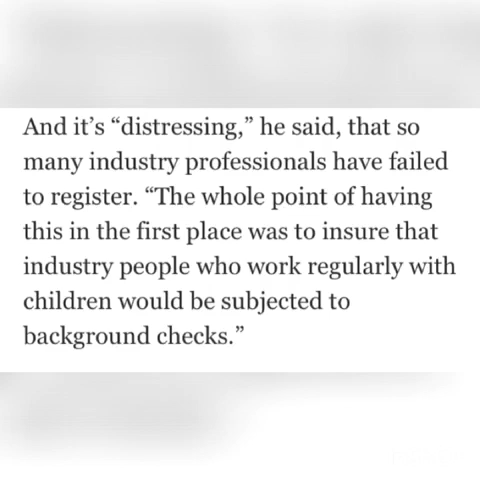 And it’s “distressing,” he said, that so
many industry professionals have failed
to register. “The whole point of having
this in the first place was to insure that
industry people who work regularly with
children would be subjected to
background checks.”